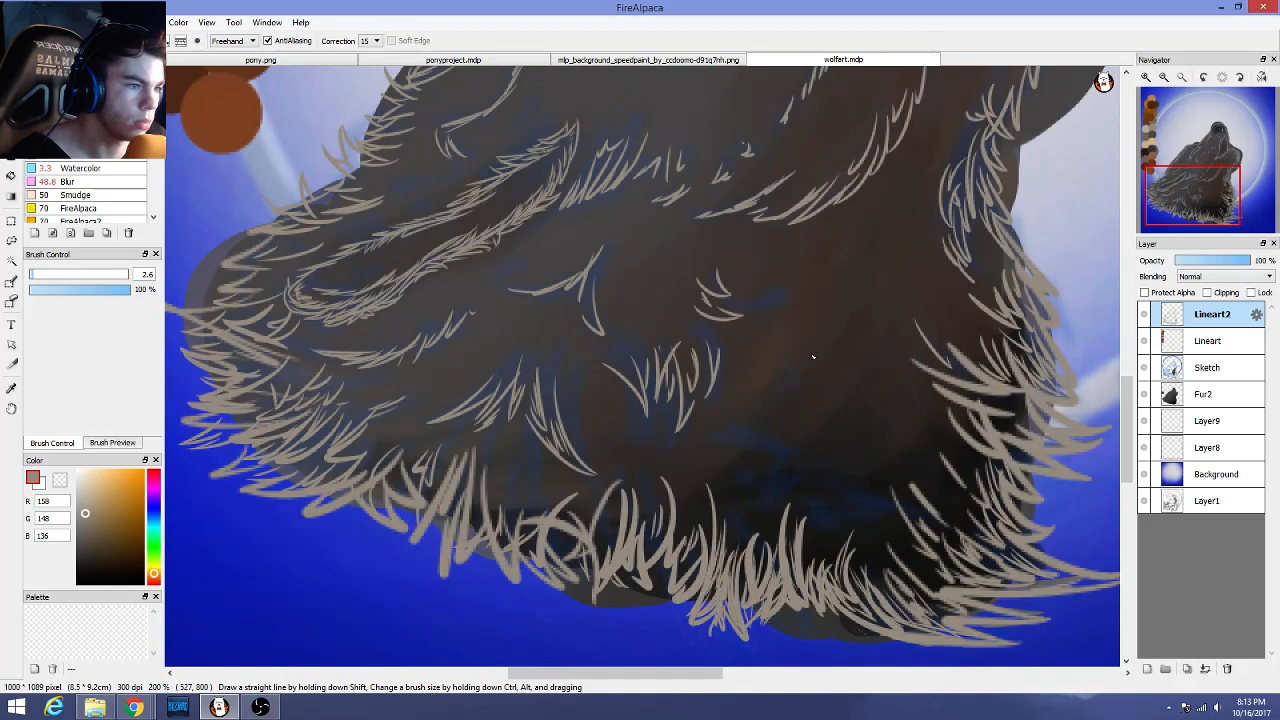 FireAlpaca
Color View Tool Window Help
Freehand AntiAliasing Correction 15 Soft Edge
pony.png ponyproject.mdp mlp_background_speedpaint_by_ccdoomo-d91q7hn.png wolfart.mdp
Navigator
3.3 Watercolor
48.8 Blur
50 Smudge
70 FireAlpaca
70 FireAlpaca2
Brush Control
2.6
100 %
Brush Control Brush Preview
Color
R 158
G 148
B 136
Palette
---
Layer
Opacity 100 %
Blending Normal
Protect Alpha Clipping Lock
Lineart2
Lineart
Sketch
Fur2
Layer9
Layer8
Background
Layer1
1000 * 1089 pixel (8.5 * 9.2cm) 300 dpi 200 % ( 527, 800 ) Draw a straight line by holding down Shift, Change a brush size by holding down Ctrl, Alt, and dragging
8:13 PM
10/16/2017